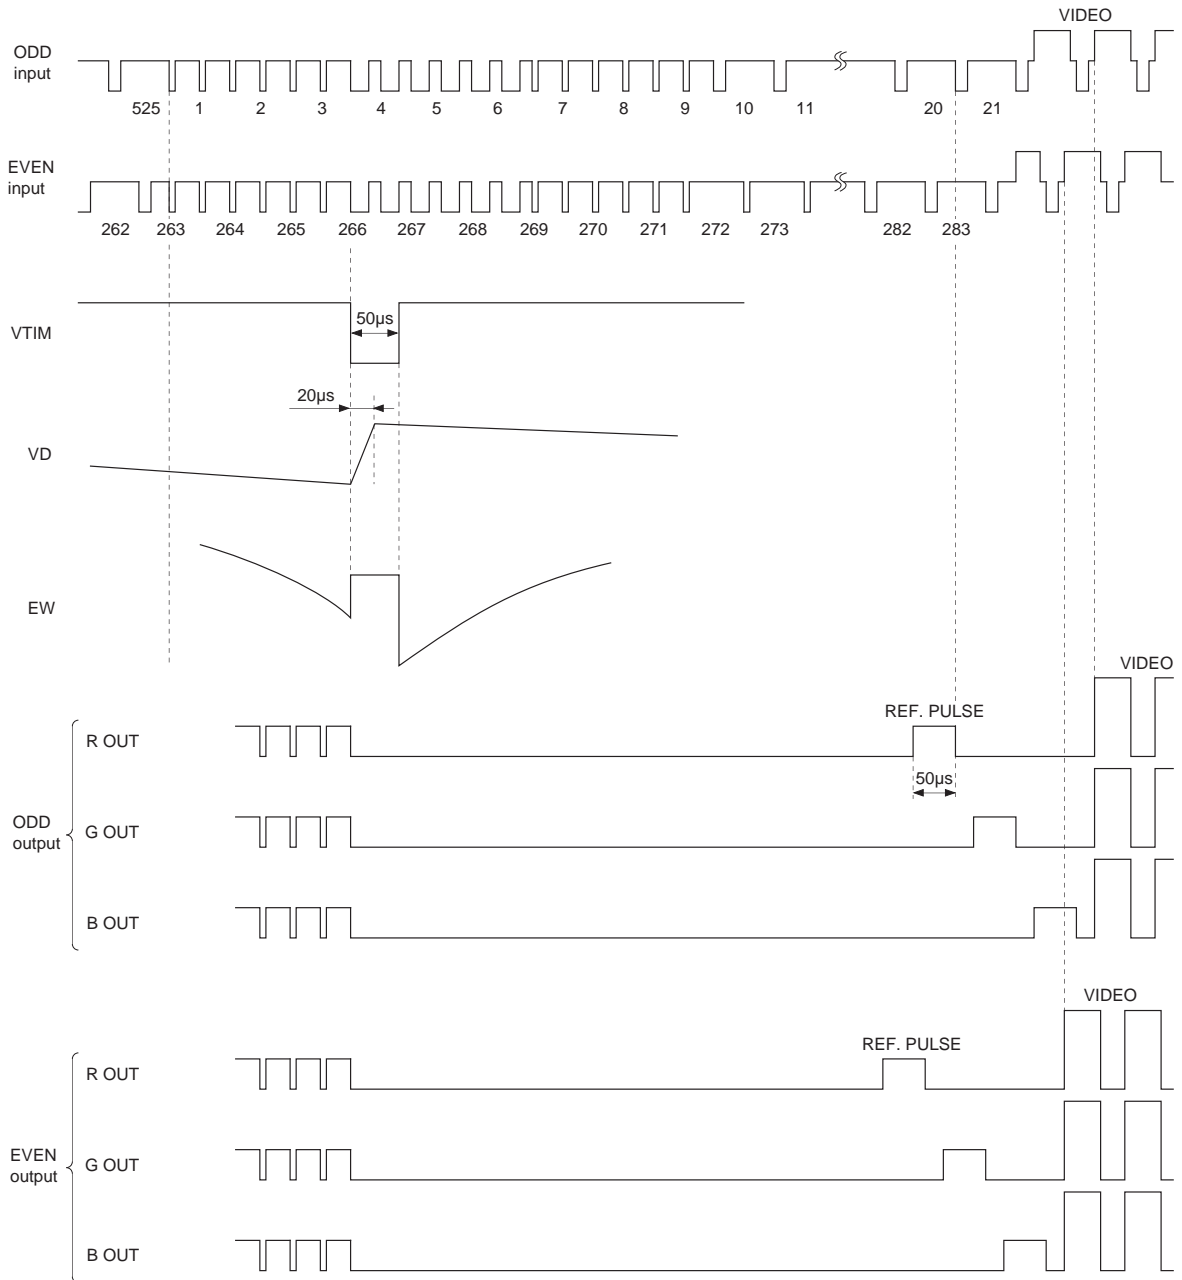 VIDEO
ODD
input
525 1 2 3 4 5 6 7 8 9 10 11 20 21
EVEN
input
262 263 264 265 266 267 268 269 270 271 272 273 282 283
VTIM
50µs
20µs
VD
EW
VIDEO
REF. PULSE
R OUT
50µs
ODD
output
G OUT
B OUT
VIDEO
REF. PULSE
R OUT
EVEN
output
G OUT
B OUT